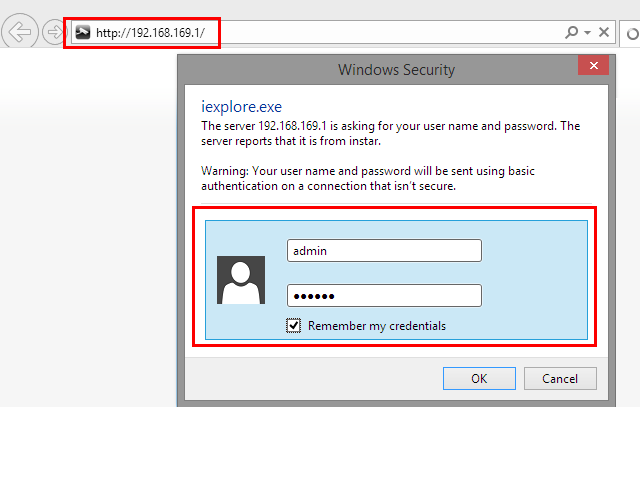 http://192.168.169.1/
Windows Security
iexplore.exe
The server 192.168.169.1 is asking for your user name and password. The
server reports that it is from instar.
Warning: Your user name and password will be sent using basic
authentication on a connection that isn't secure.
admin
●●●●●●
Remember my credentials
OK
Cancel